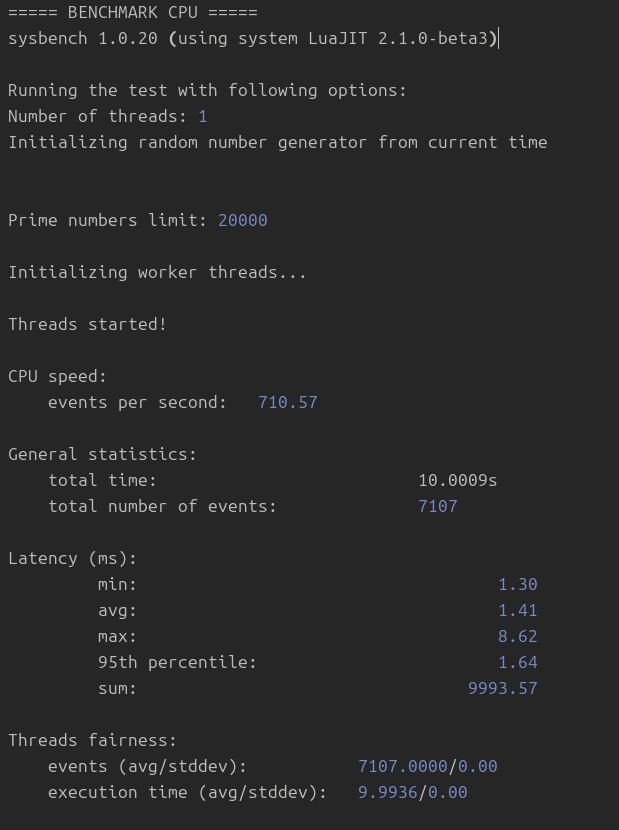 ===== BENCHMARK CPU =====
sysbench 1.0.20 (using system LuaJIT 2.1.0-beta3)
Running the test with following options:
Number of threads: 1
Initializing random number generator from current time
Prime numbers limit: 20000
Initializing worker threads...
Threads started!
CPU speed:
events per second: 710.57
General statistics:
total time: 10.0009s
total number of events: 7107
Latency (ms):
min: 1.30
avg: 1.41
max: 8.62
95th percentile: 1.64
sum: 9993.57
Threads fairness:
events (avg/stddev): 7107.0000/0.00
execution time (avg/stddev): 9.9936/0.00